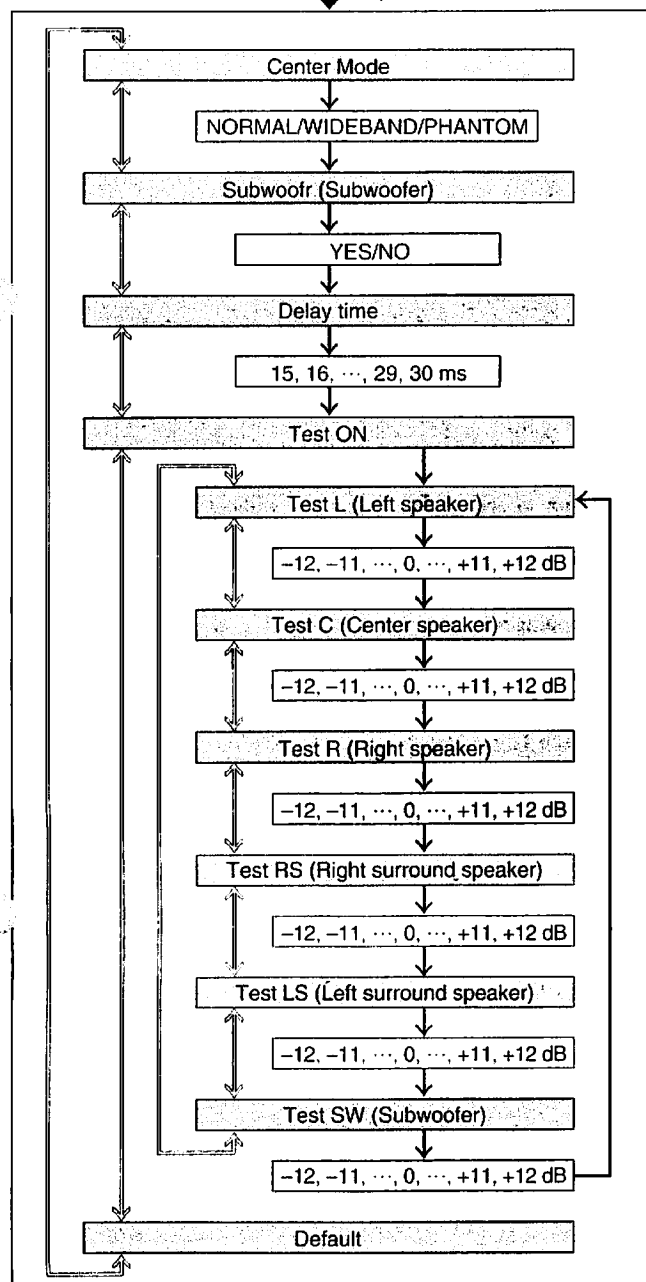 Center Mode
NORMAL/WIDEBAND/PHANTOM
Subwoofr (Subwoofer)
YES/NO
Delay time
15, 16, ···, 29, 30 ms
Test ON
Test L (Left speaker)
–12, –11, ···, 0, ···, +11, +12 dB
Test C (Center speaker)
–12, –11, ···, 0, ···, +11, +12 dB
Test R (Right speaker)
–12, –11, ···, 0, ···, +11, +12 dB
Test RS (Right surround speaker)
–12, –11, ···, 0, ···, +11, +12 dB
Test LS (Left surround speaker)
–12, –11, ···, 0, ···, +11, +12 dB
Test SW (Subwoofer)
–12, –11, ···, 0, ···, +11, +12 dB
Default